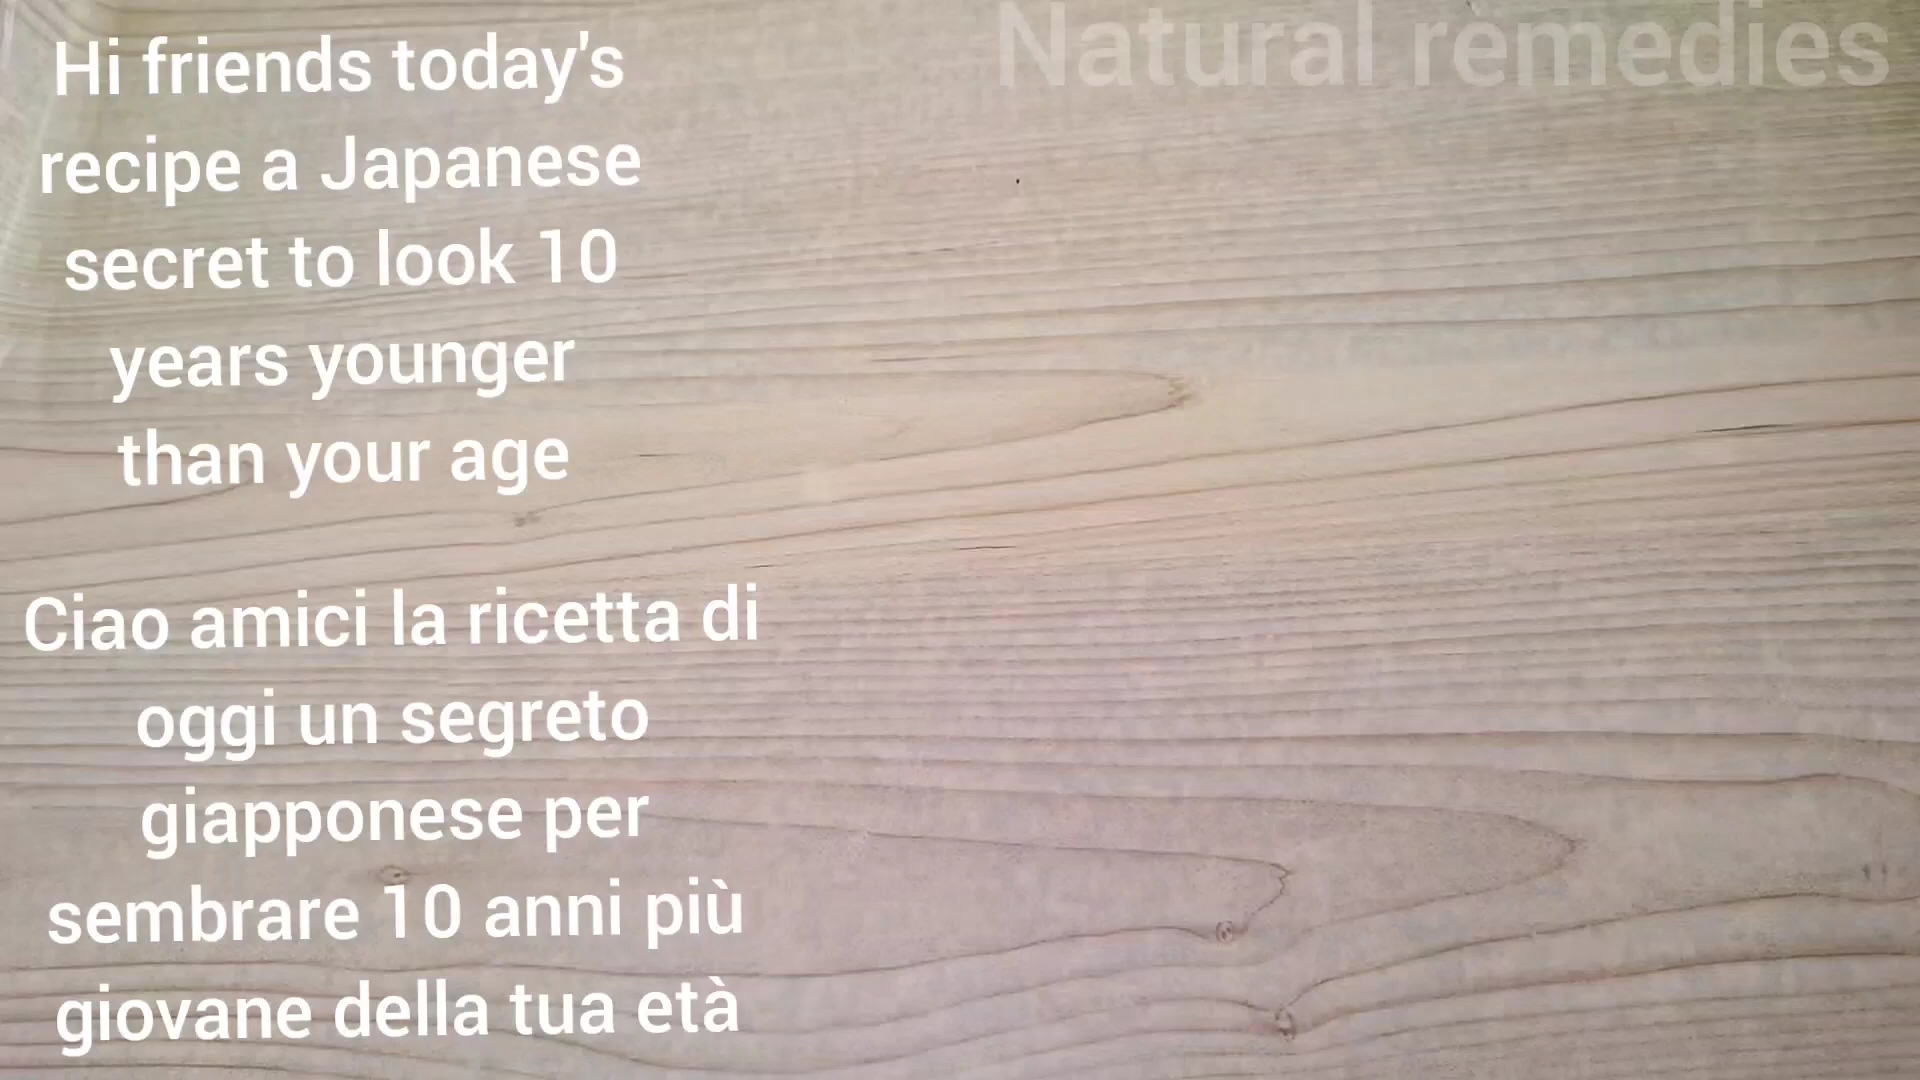 Natural remedies
Hi friends today's
recipe a Japanese
secret to look 10
years younger
than your age
Ciao amici la ricetta di
oggi un segreto
giapponese per
sembrare 10 anni più
giovane della tua età